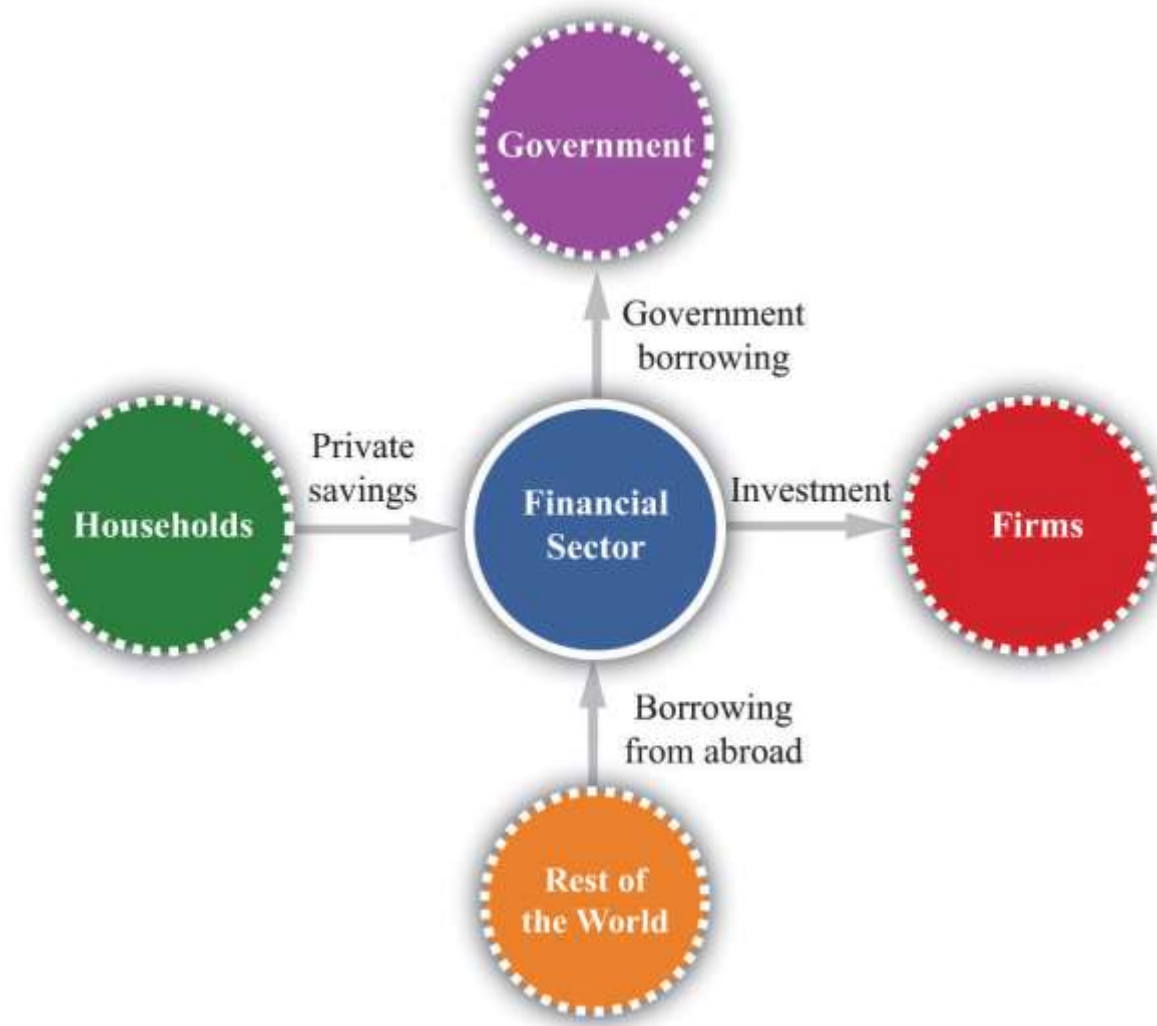 Government
Government
borrowing
Private
savings
Households
Financial
Sector
Investment
Firms
Borrowing
from abroad
Rest of
the World